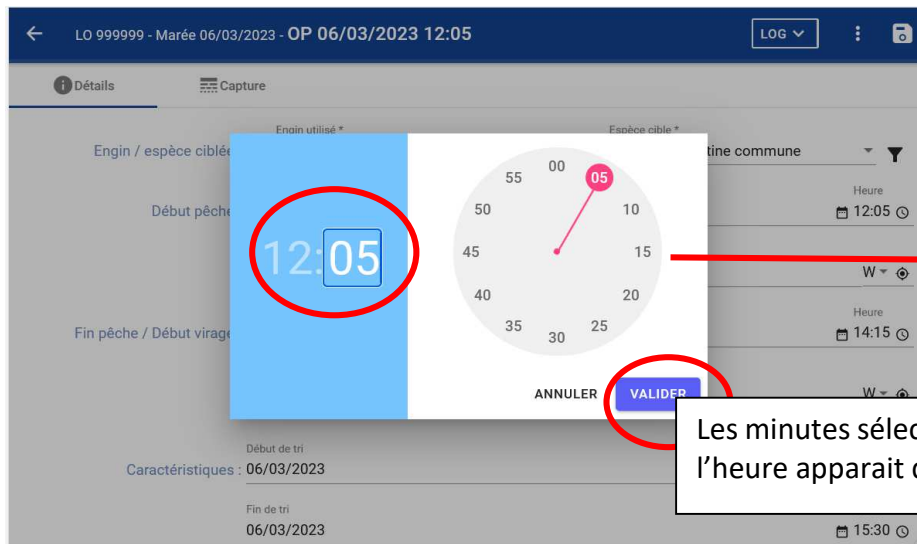 LO 999999 - Marée 06/03/2023 - OP 06/03/2023 12:05
LOG
Détails
Capture
Engin utilisé *
Espèce cible *
Engin / espèce ciblée
tine commune
Heure
Début pêche
12:05
W
Heure
Fin pêche / Début virage
14:15
W
12:05
00
05
10
15
20
25
30
35
40
45
50
55
ANNULER
VALIDER
Les minutes sélec
l'heure apparait
Début de tri
Caractéristiques : 06/03/2023
Fin de tri
06/03/2023
15:30